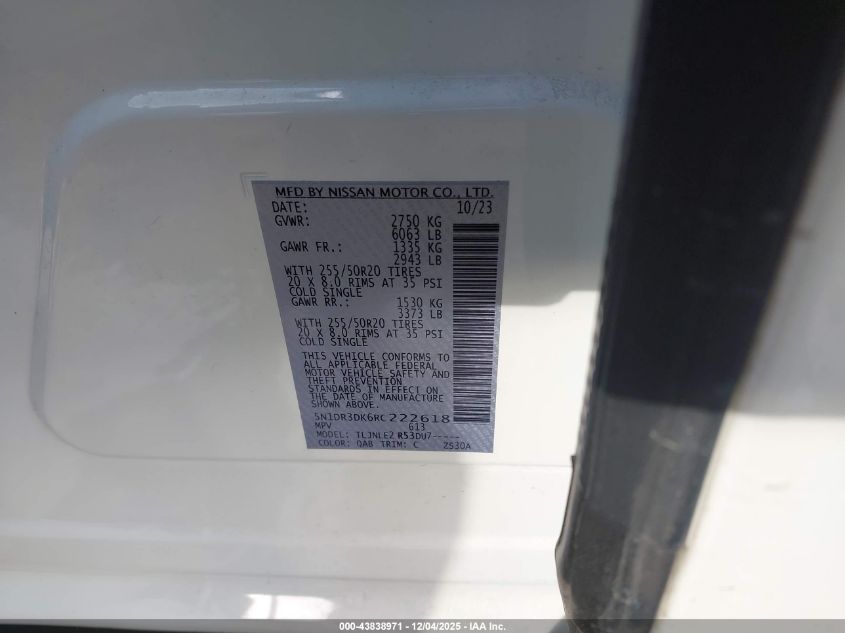 MFD BY NISSAN MOTOR CO., LTD.
DATE: 10/23
GVWR: 2750 KG
6063 LB
GAWR FR.: 1335 KG
2943 LB
WITH 255/50R20 TIRES
20 X 8.0 RIMS AT 35 PSI
COLD SINGLE
GAWR RR.: 1530 KG
3373 LB
WITH 255/50R20 TIRES
20 X 8.0 RIMS AT 35 PSI
COLD SINGLE
THIS VEHICLE CONFORMS TO
ALL APPLICABLE FEDERAL
MOTOR VEHICLE SAFETY AND
THEFT PREVENTION
STANDARDS IN EFFECT ON
THE DATE OF MANUFACTURE
SHOWN ABOVE.
5N1DR3DK6RC222618
MPV 613
MODEL: TLJNLE2 R53DU7-----
COLOR: QAB TRIM: C Z530A
000-43838971 - 12/04/2025 - IAA Inc.